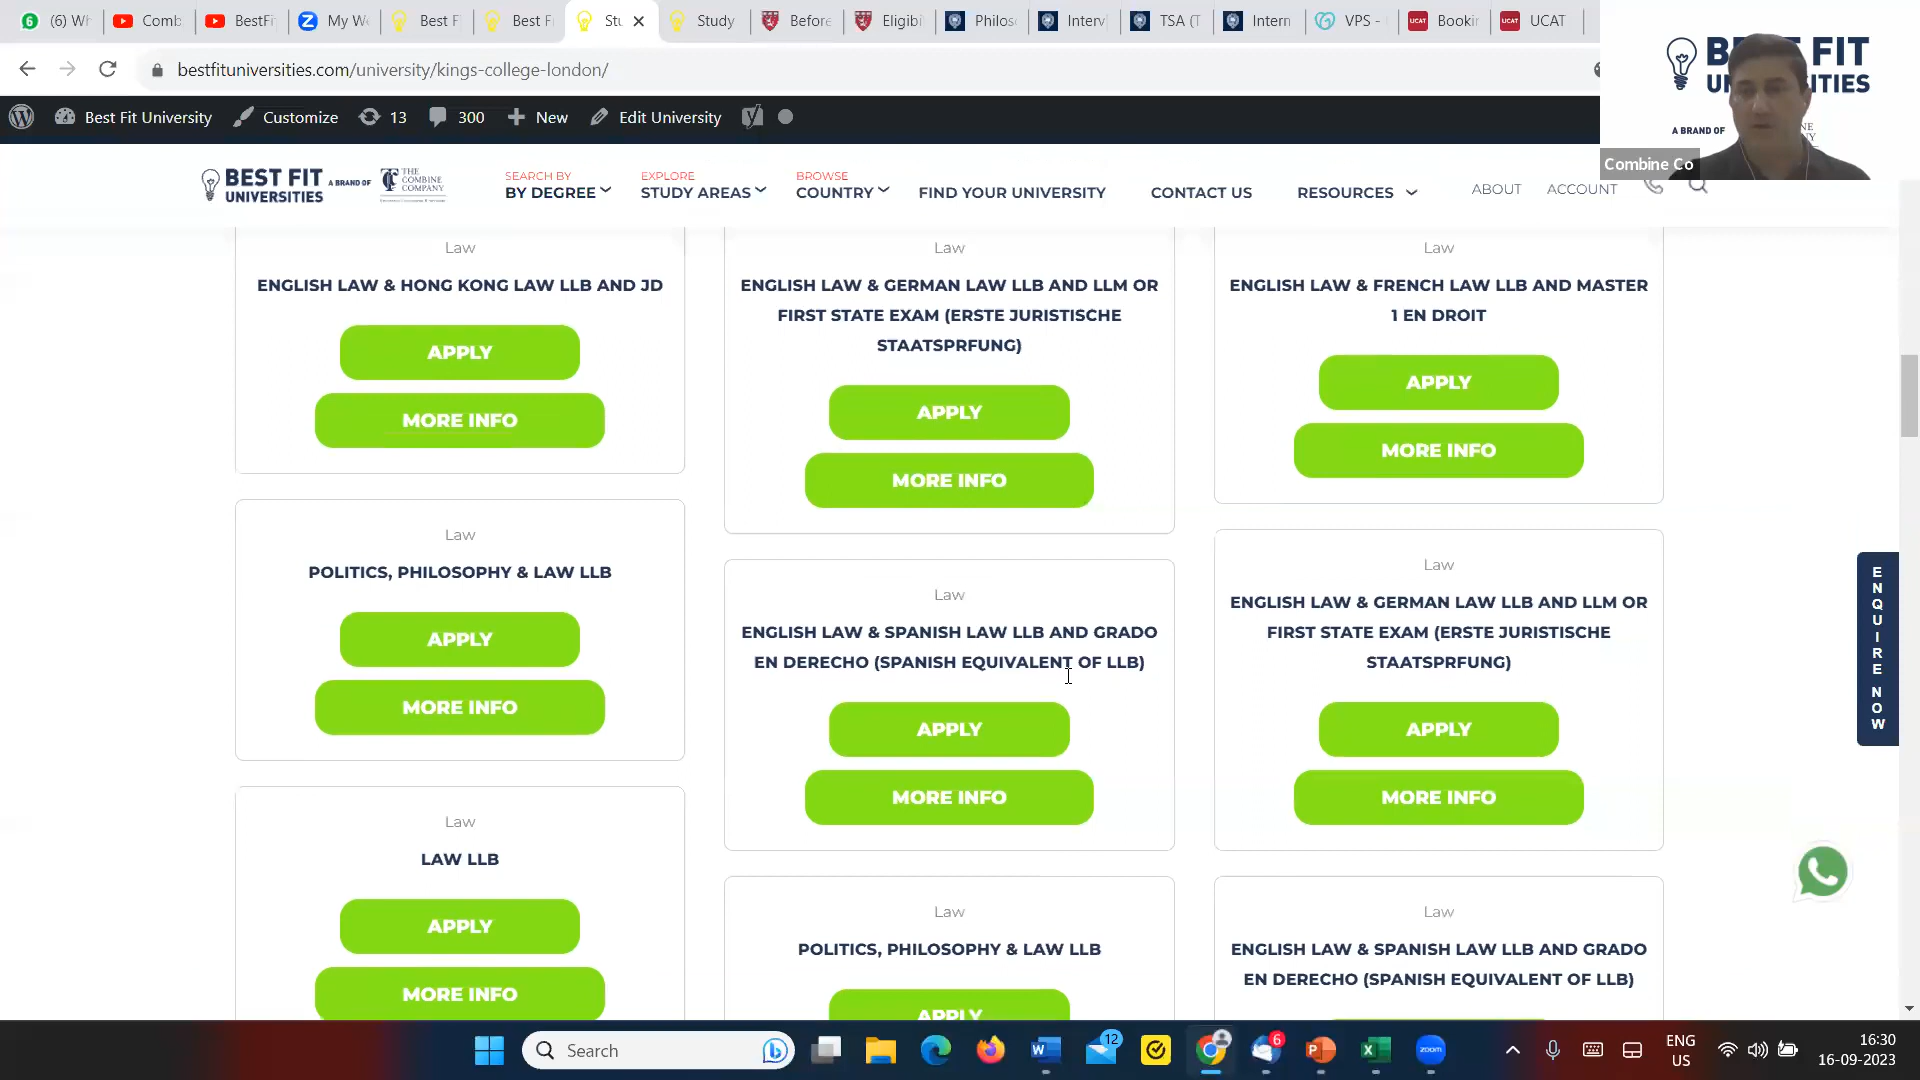 (6) Wh
Comb
BestFi
My We
Best F
Best Fi
Stu
Study
Before
Eligibi
Philos
Interv
TSA (T
Intern
VPS -
Bookin
UCAT
bestfituniversities.com/university/kings-college-london/
Best Fit University
Customize
13
300
New
Edit University
BEST FIT
UNIVERSITIES
A BRAND OF
THE
COMBINE
COMPANY
SEARCH BY
BY DEGREE
EXPLORE
STUDY AREAS
BROWSE
COUNTRY
FIND YOUR UNIVERSITY
CONTACT US
RESOURCES
ABOUT
ACCOUNT
A BRAND OF
Combine Co
Law
ENGLISH LAW & HONG KONG LAW LLB AND JD
APPLY
MORE INFO
Law
ENGLISH LAW & GERMAN LAW LLB AND LLM OR
FIRST STATE EXAM (ERSTE JURISTISCHE
STAATSPRFUNG)
APPLY
MORE INFO
Law
ENGLISH LAW & FRENCH LAW LLB AND MASTER
1 EN DROIT
APPLY
MORE INFO
Law
POLITICS, PHILOSOPHY & LAW LLB
APPLY
MORE INFO
Law
ENGLISH LAW & SPANISH LAW LLB AND GRADO
EN DERECHO (SPANISH EQUIVALENT OF LLB)
APPLY
MORE INFO
Law
ENGLISH LAW & GERMAN LAW LLB AND LLM OR
FIRST STATE EXAM (ERSTE JURISTISCHE
STAATSPRFUNG)
APPLY
MORE INFO
Law
LAW LLB
APPLY
MORE INFO
Law
POLITICS, PHILOSOPHY & LAW LLB
APPLY
Law
ENGLISH LAW & SPANISH LAW LLB AND GRADO
EN DERECHO (SPANISH EQUIVALENT OF LLB)
ENQUIRE NOW
Search
12
6
zoom
ENG
US
16:30
16-09-2023